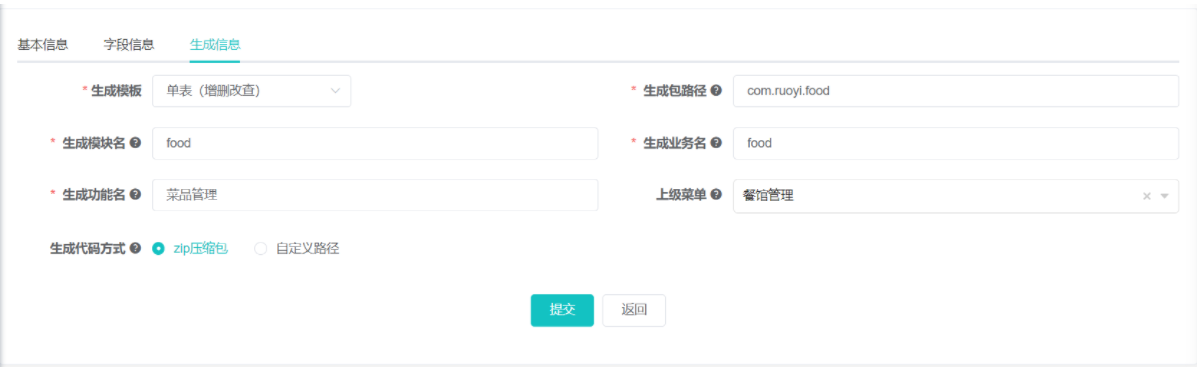 基本信息 字段信息 生成信息
* 生成模板 单表（增删改查） * 生成包路径 com.ruoyi.food
* 生成模块名 food * 生成业务名 food
* 生成功能名 菜品管理 上级菜单 餐馆管理
生成代码方式 zip压缩包 自定义路径
提交 返回